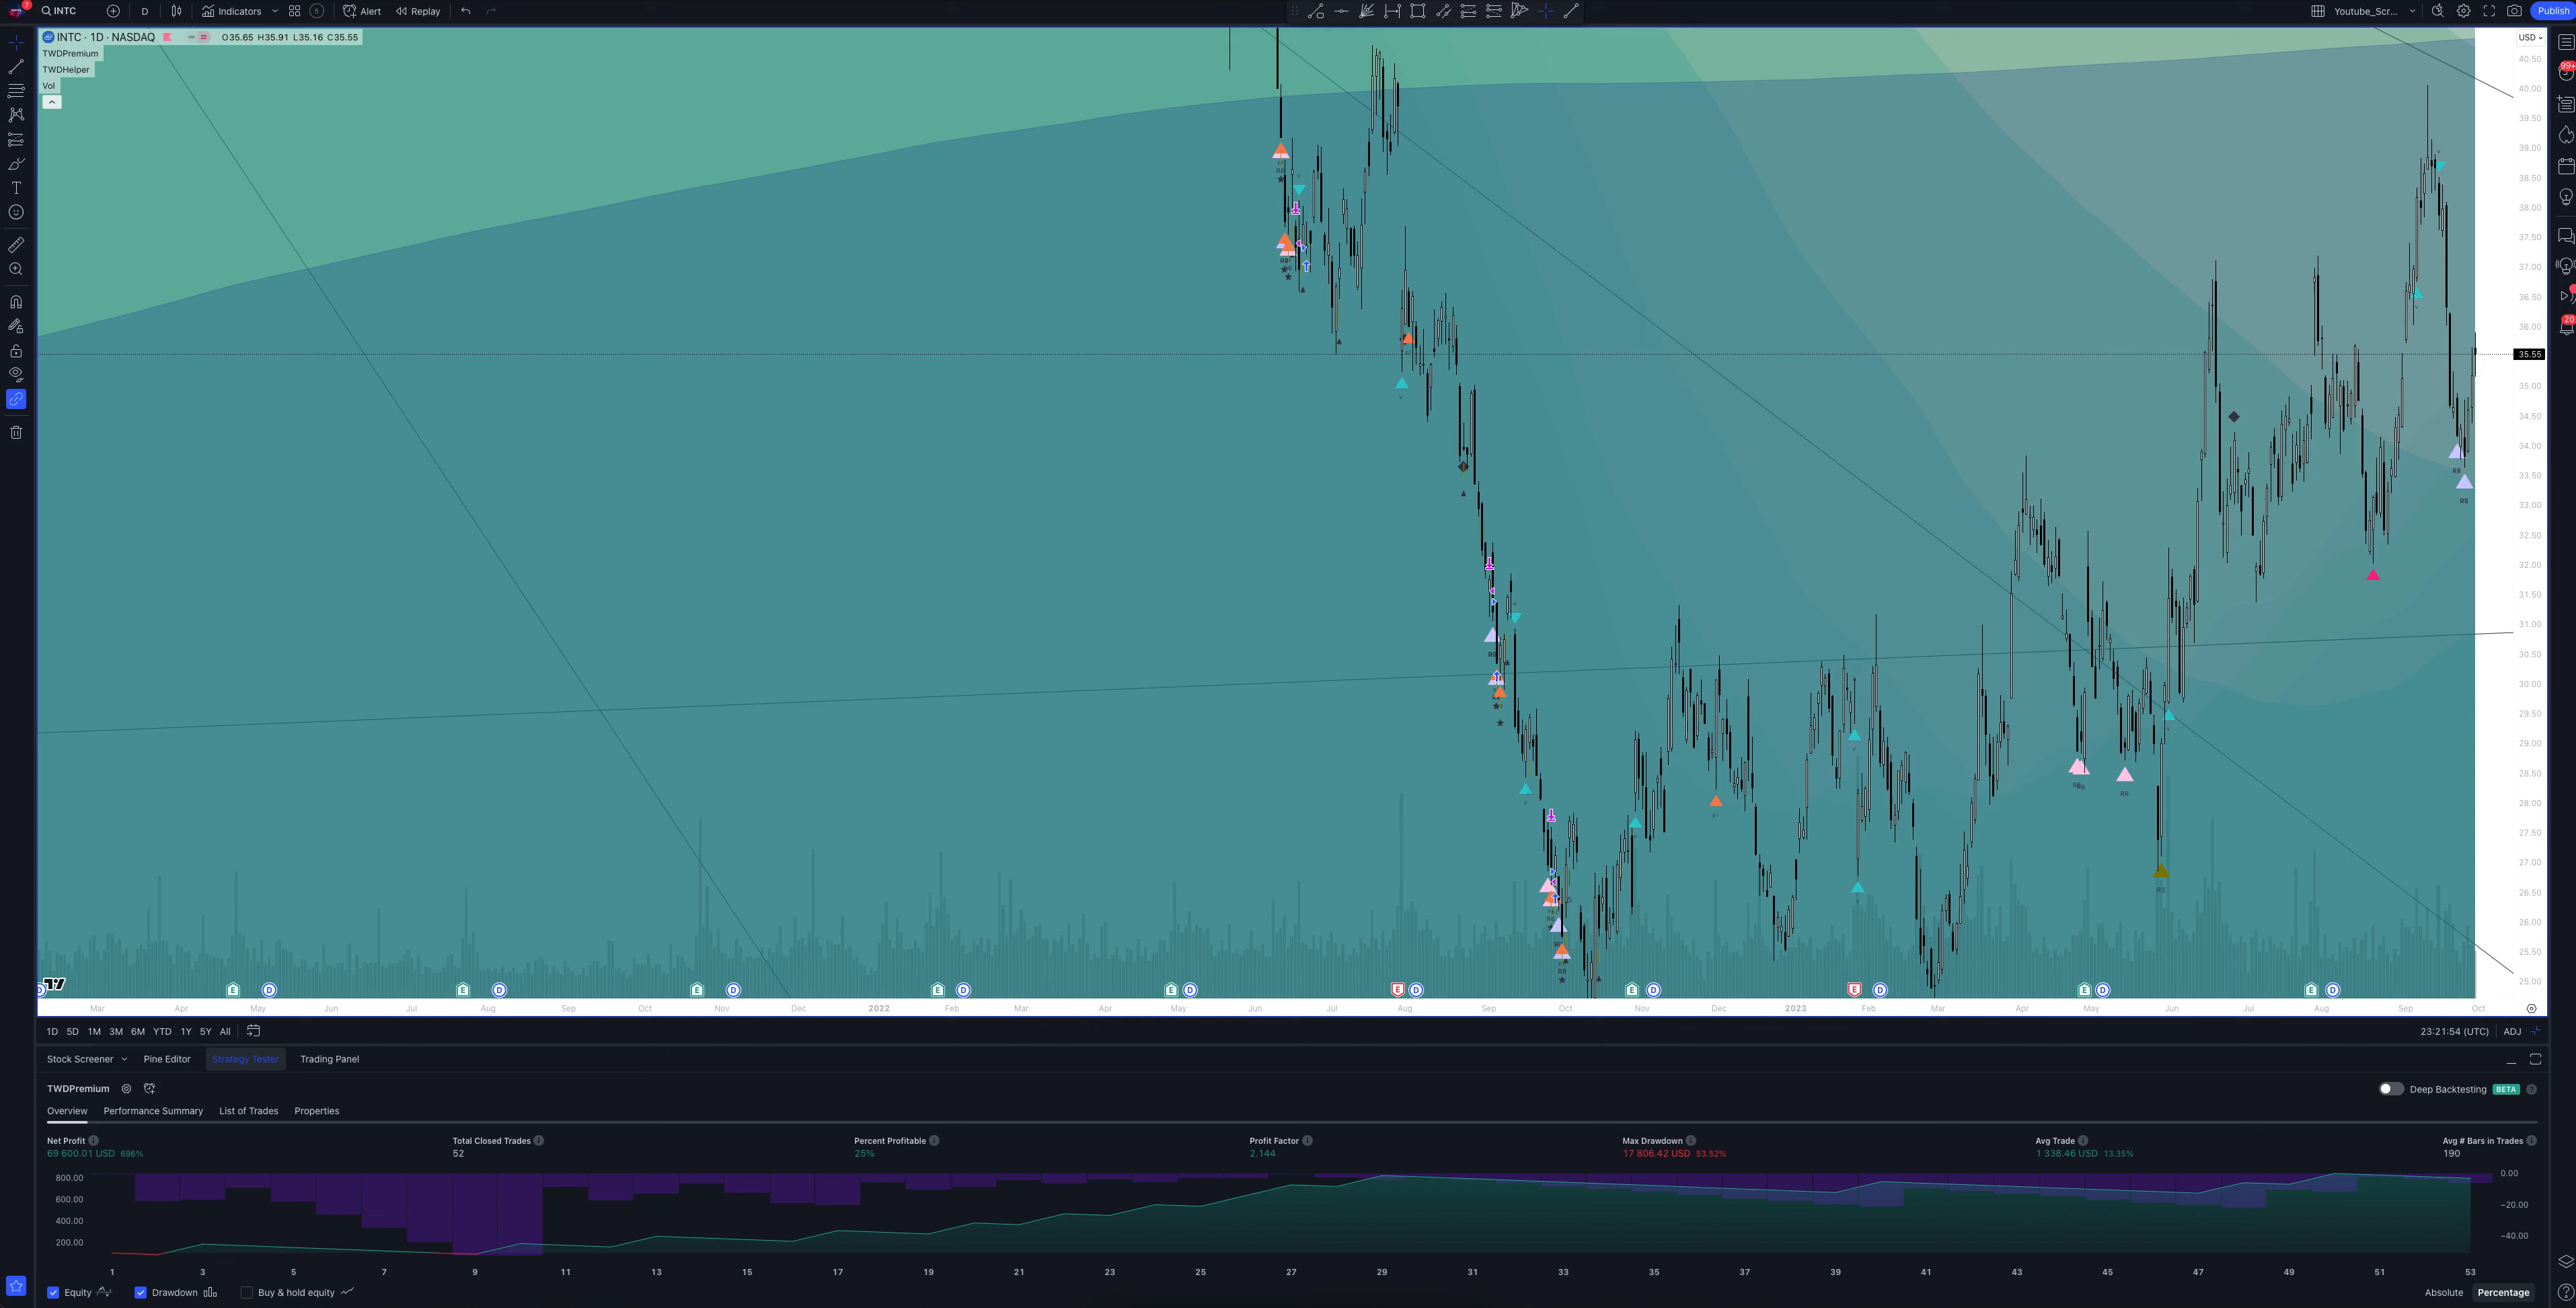 7 INTC D Indicators 5 Alert Replay Youtube_Scr... Publish
INTC · 1D · NASDAQ O35.65 H35.91 L35.16 C35.55
USD
TWDPremium
TWDHelper
Vol
40.50
40.00
39.50
39.00
38.50
38.00
37.50
37.00
36.50
36.00
35.55
35.00
34.50
34.00
33.50
33.00
32.50
32.00
31.50
31.00
30.50
30.00
29.50
29.00
28.50
28.00
27.50
27.00
26.50
26.00
25.50
25.00
99+
20
R8
R8
R6
R3
E D E D E D E D E D E D E D E D E D E D
Mar Apr May Jun Jul Aug Sep Oct Nov Dec 2022 Feb Mar Apr May Jun Jul Aug Sep Oct Nov Dec 2023 Feb Mar Apr May Jun Jul Aug Sep Oct
1D 5D 1M 3M 6M YTD 1Y 5Y All 23:21:54 (UTC) ADJ
Stock Screener Pine Editor Strategy Tester Trading Panel
TWDPremium Deep Backtesting BETA
Overview Performance Summary List of Trades Properties
Net Profit Total Closed Trades Percent Profitable Profit Factor Max Drawdown Avg Trade Avg # Bars in Trades
69 600.01 USD 696% 52 25% 2.144 17 806.42 USD 53.52% 1 338.46 USD 13.35% 190
800.00 0.00
600.00 −20.00
400.00 −40.00
200.00
1 3 5 7 9 11 13 15 17 19 21 23 25 27 29 31 33 35 37 39 41 43 45 47 49 51 53
Equity Drawdown Buy & hold equity Absolute Percentage